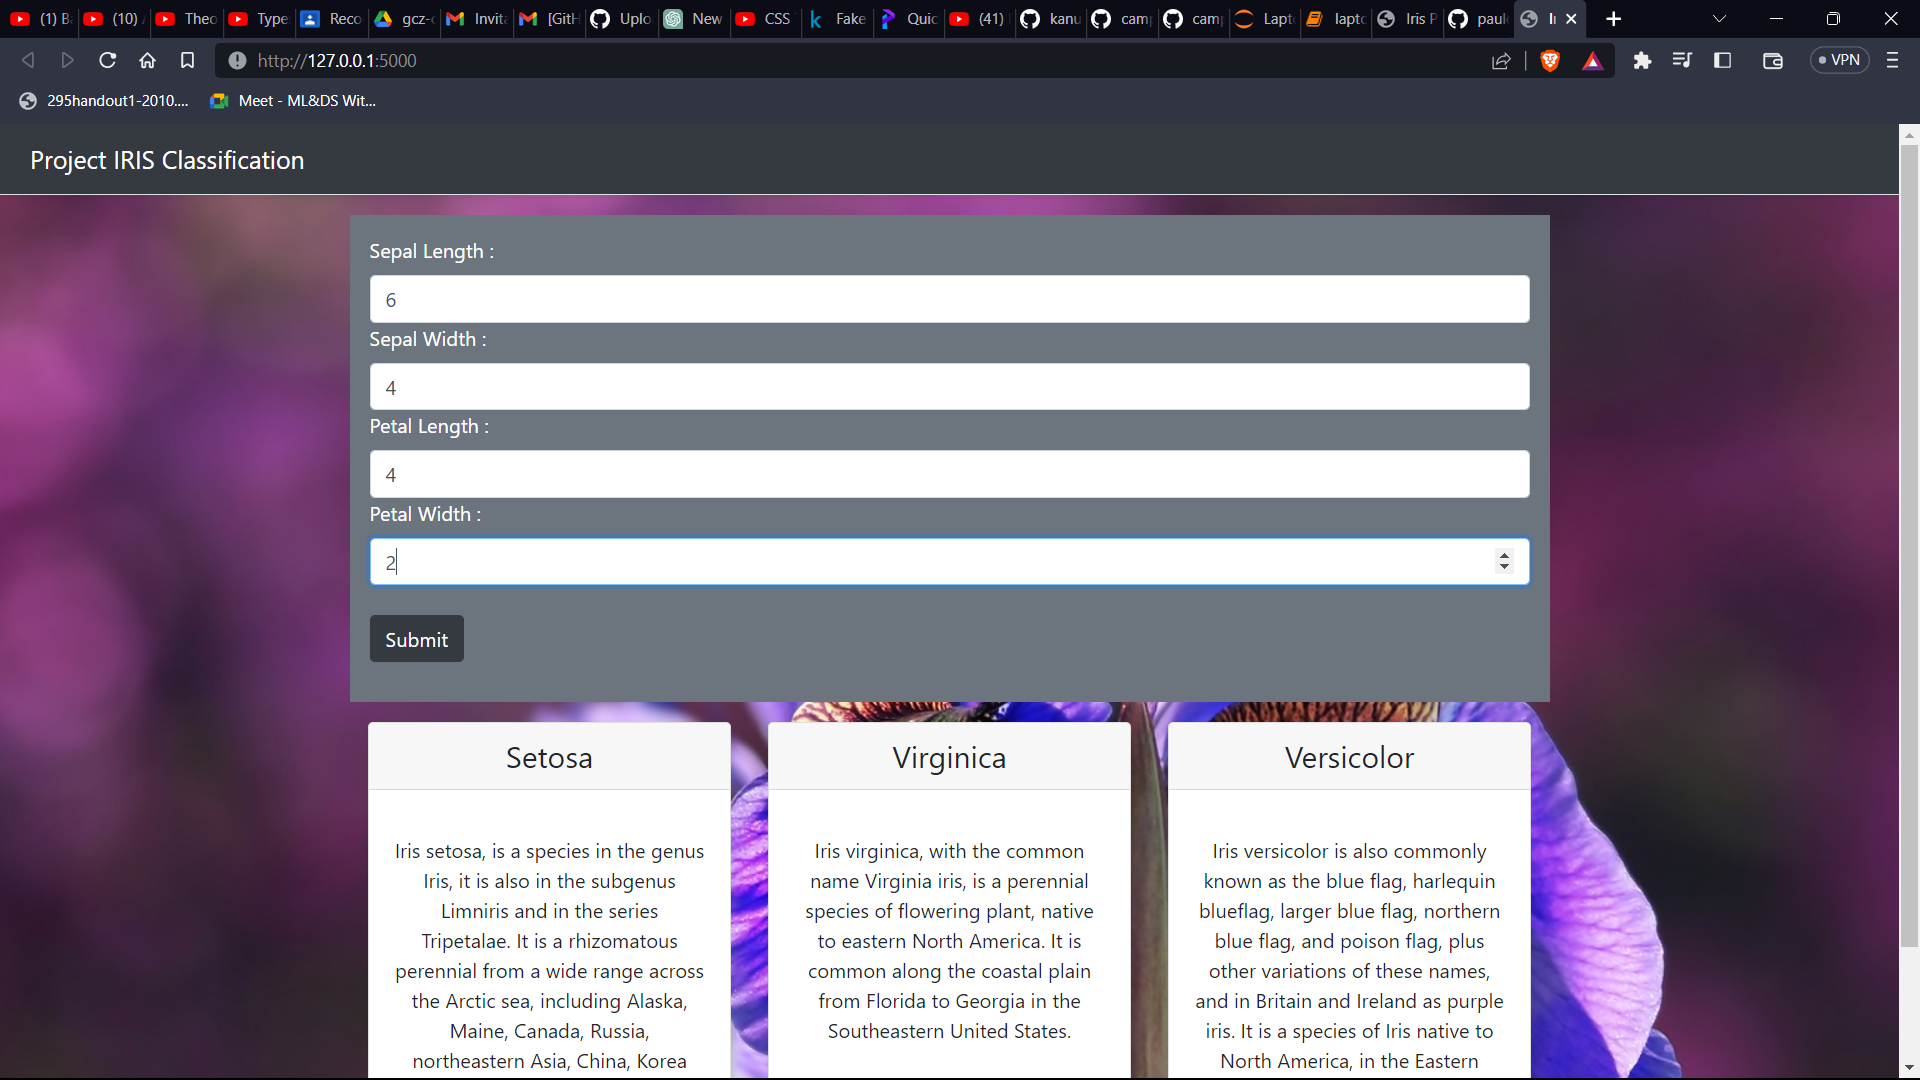 (1) B
(10)
Theo
Type
Reco
gcz-
Invit
[GitH
Uplo
New
CSS
Fake
Quic
(41)
kanu
cam
cam
Lapt
lapto
Iris P
paul
http://127.0.0.1:5000
VPN
295handout1-2010....
Meet - ML&DS Wit...
Project IRIS Classification
Sepal Length :
6
Sepal Width :
4
Petal Length :
4
Petal Width :
2
Submit
Setosa
Iris setosa, is a species in the genus
Iris, it is also in the subgenus
Limniris and in the series
Tripetalae. It is a rhizomatous
perennial from a wide range across
the Arctic sea, including Alaska,
Maine, Canada, Russia,
northeastern Asia, China, Korea
Virginica
Iris virginica, with the common
name Virginia iris, is a perennial
species of flowering plant, native
to eastern North America. It is
common along the coastal plain
from Florida to Georgia in the
Southeastern United States.
Versicolor
Iris versicolor is also commonly
known as the blue flag, harlequin
blueflag, larger blue flag, northern
blue flag, and poison flag, plus
other variations of these names,
and in Britain and Ireland as purple
iris. It is a species of Iris native to
North America, in the Eastern